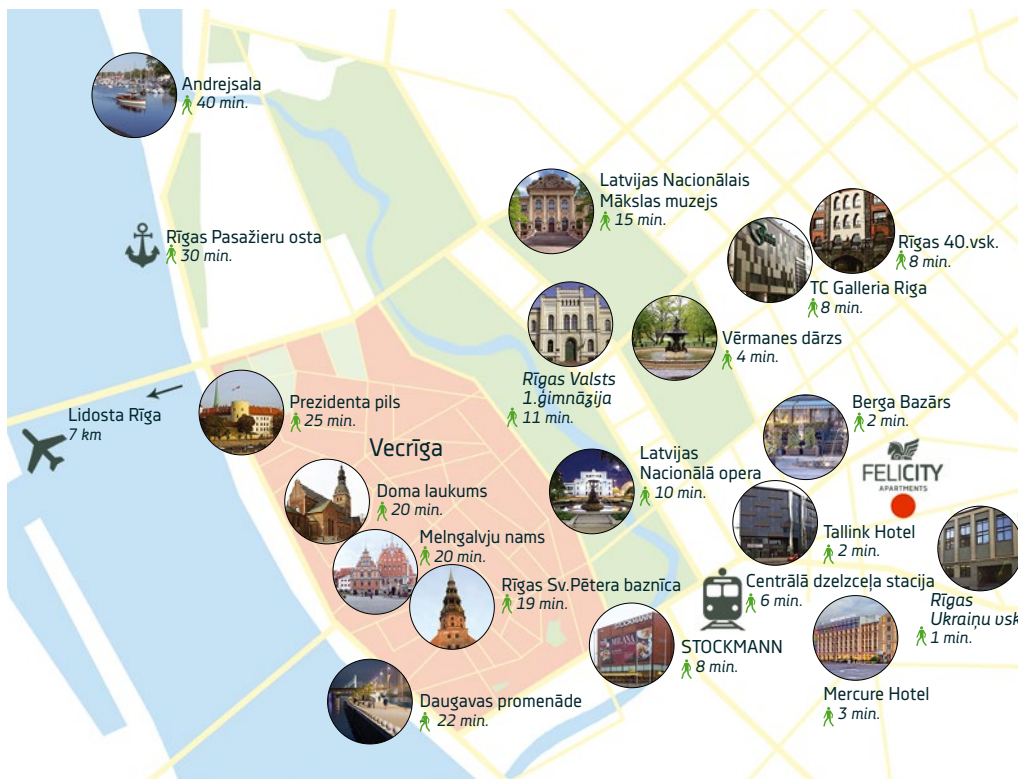 Andrejsala
40 min.
Latvijas Nacionālais
Mākslas muzejs
15 min.
Rīgas Pasažieru osta
30 min.
Rīgas 40.vsk.
8 min.
TC Galleria Riga
8 min.
Vērmanes dārzs
4 min.
Rīgas Valsts
1.ģimnāzija
11 min.
Lidosta Rīga
7 km
Prezidenta pils
25 min.
Berga Bazārs
2 min.
Vecrīga
Latvijas
Nacionālā opera
10 min.
FELICITY
APARTMENTS
Doma laukums
20 min.
Tallink Hotel
2 min.
Melngalvju nams
20 min.
Rīgas Sv.Pētera baznīca
19 min.
Centrālā dzelzceļa stacija
6 min.
Rīgas
Ukraiņu vsk
1 min.
STOCKMANN
STOCKMANN
8 min.
Mercure Hotel
3 min.
Daugavas promenāde
22 min.